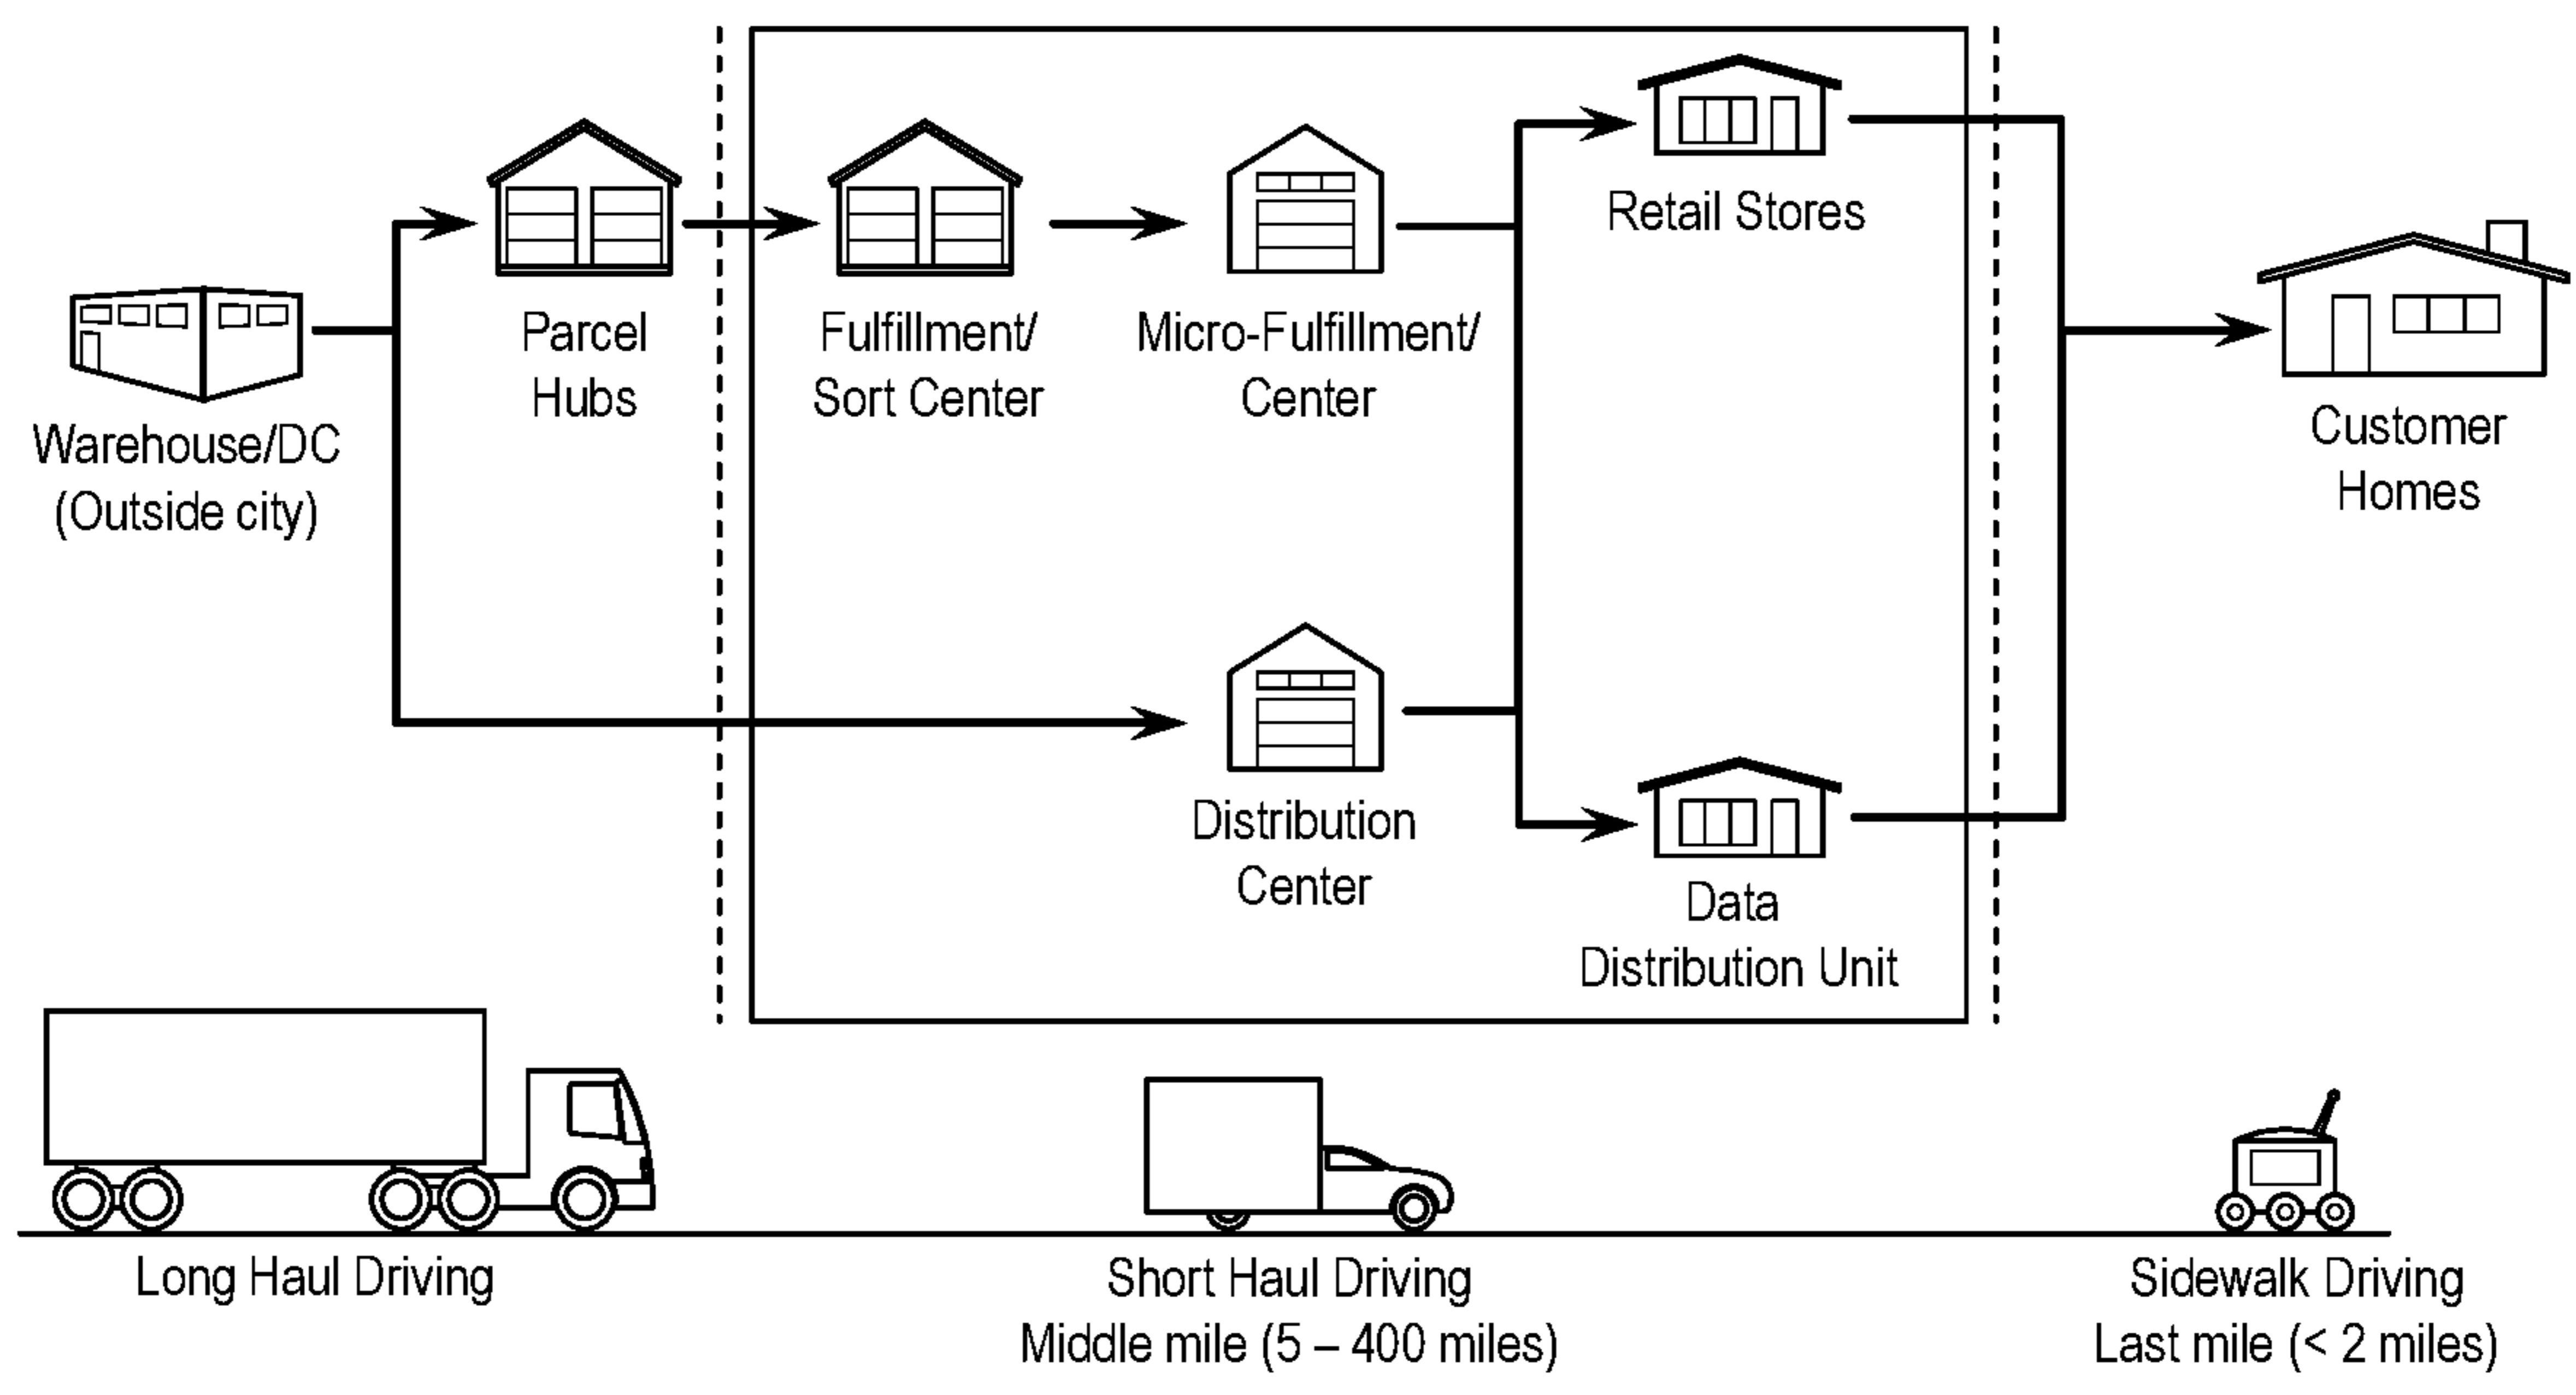 Retail Stores
Parcel
Hubs
Fulfillment/
Sort Center
Micro-Fulfillment/
Center
Warehouse/DC
(Outside city)
Customer
Homes
Distribution
Center
Data
Distribution Unit
Long Haul Driving
Short Haul Driving
Middle mile (5 – 400 miles)
Sidewalk Driving
Last mile (< 2 miles)